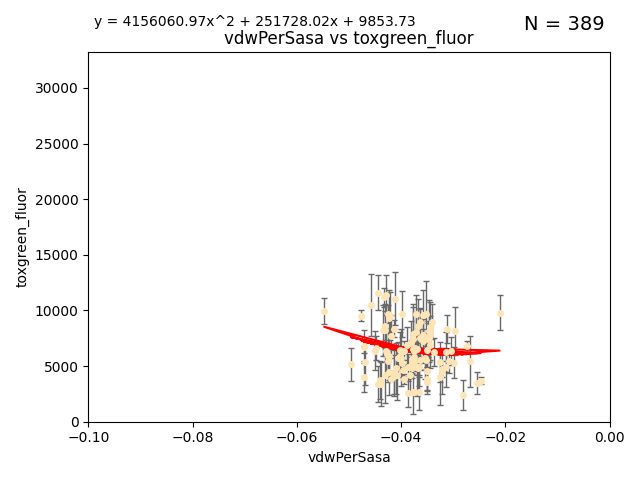 y = 4156060.97x^2 + 251728.02x + 9853.73
N = 389
vdwPerSasa vs toxgreen_fluor
30000
25000
20000
15000
10000
5000
0
toxgreen_fluor
−0.10
−0.08
−0.06
−0.04
−0.02
0.00
vdwPerSasa